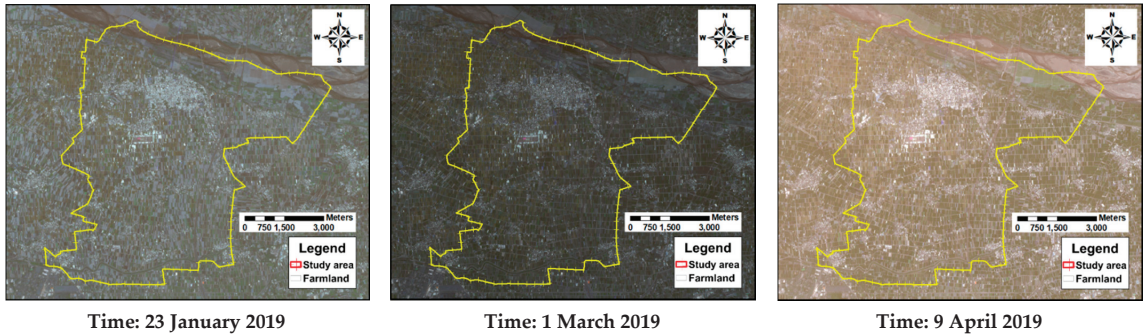 N
W E
S
Meters
0 750 1,500 3,000
Legend
Study area
Farmland
Time: 23 January 2019
N
W E
S
Meters
0 750 1,500 3,000
Legend
Study area
Farmland
Time: 1 March 2019
N
W E
S
Meters
0 750 1,500 3,000
Legend
Study area
Farmland
Time: 9 April 2019